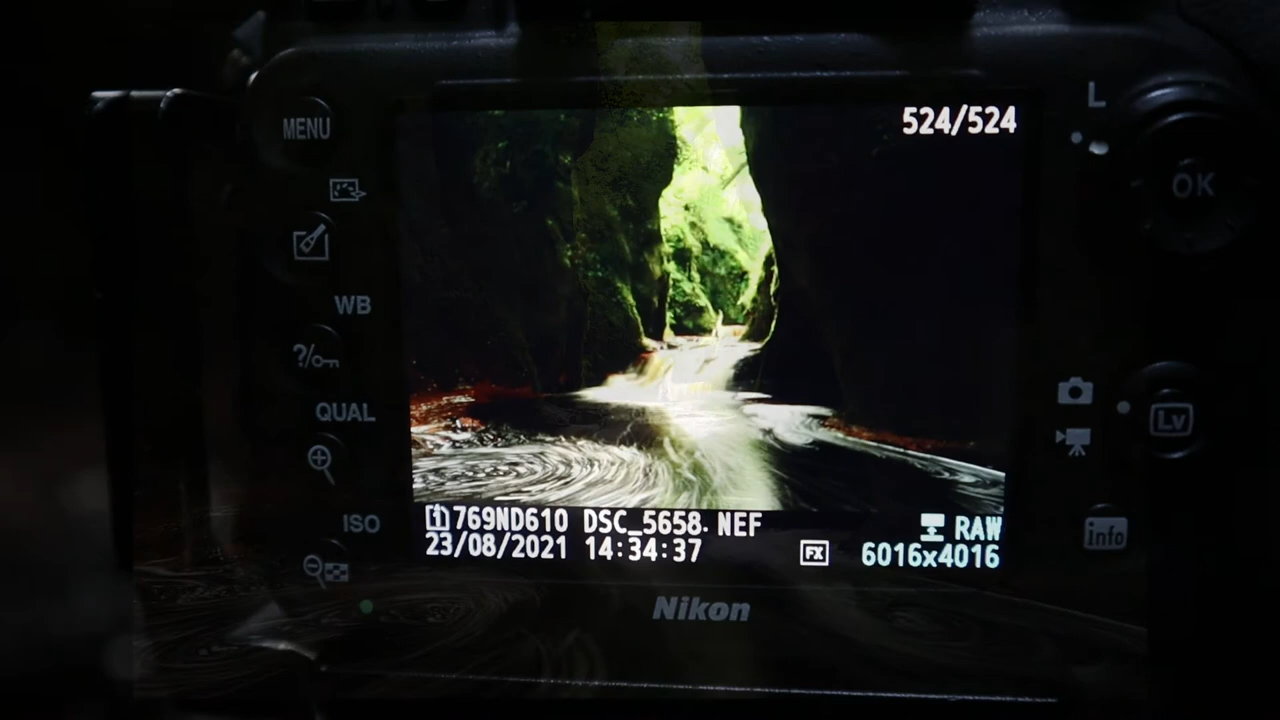 524/524
L
MENU
OK
WB
?
QUAL
Lv
ISO
info
1 769ND610 DSC_5658.NEF
RAW
23/08/2021 14:34:37
FX
6016x4016
Nikon